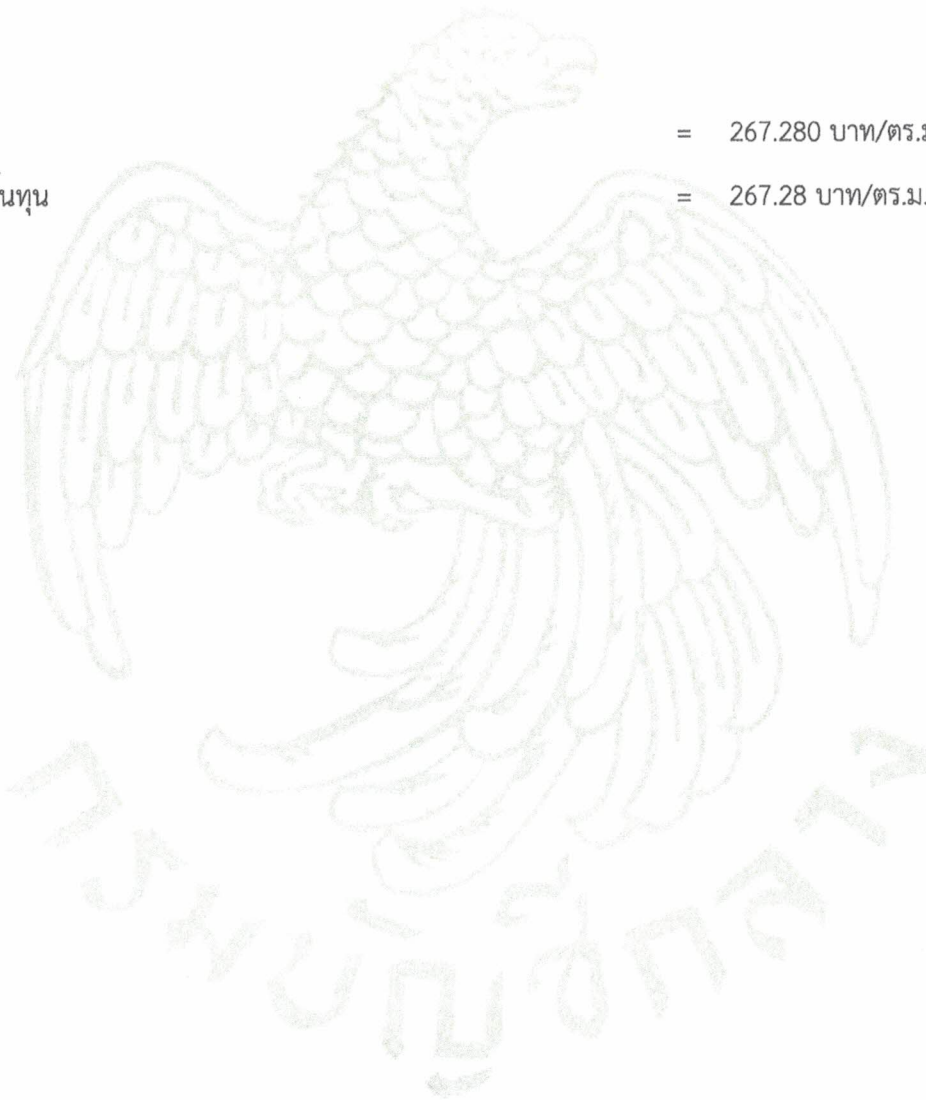 = 267.280 บาท/ตร.ม
นทุน = 267.28 บาท/ตร.ม.
กรมบัญชีกลาง